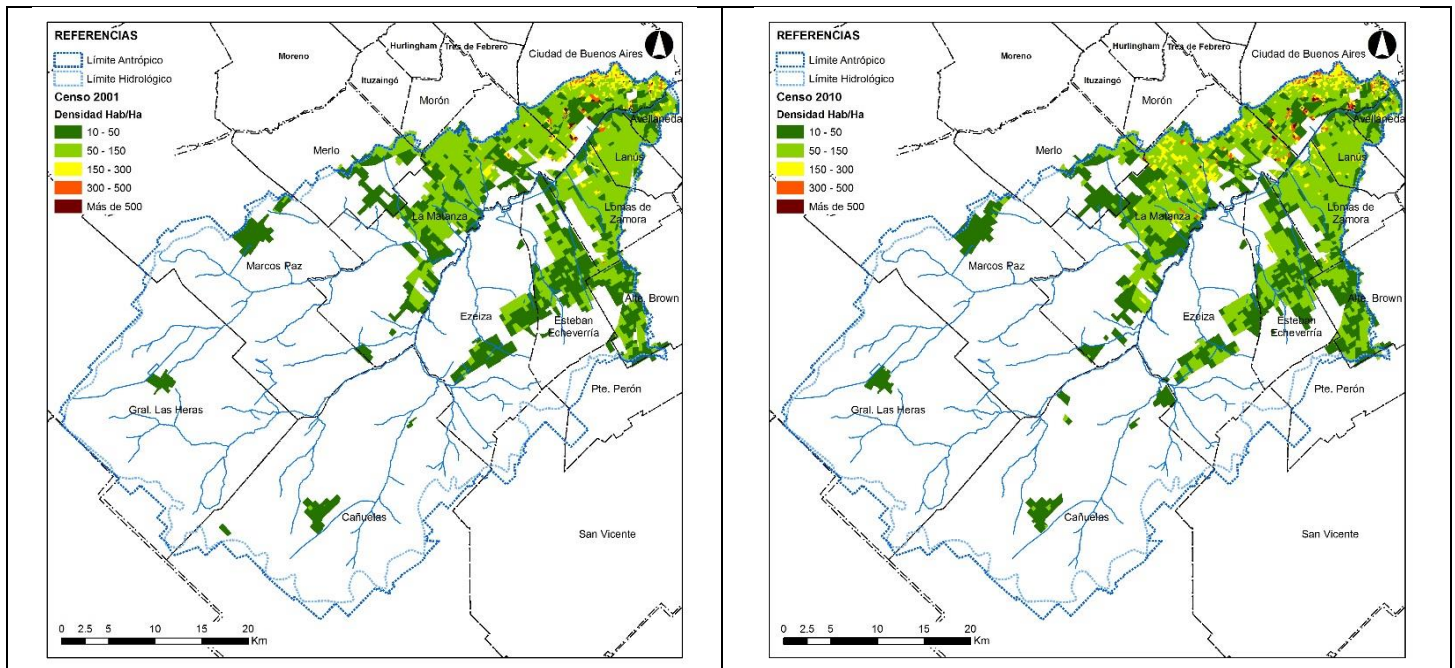 REFERENCIAS
Límite Antrópico
Límite Hidrológico
Censo 2001
Densidad Hab/Ha
10 - 50
50 - 150
150 - 300
300 - 500
Más de 500
Moreno
Hurlingham
Tres de Febrero
Ciudad de Buenos Aires
Ituzaingó
Morón
Merlo
Avellaneda
Lanús
La Matanza
Lomas de
Zamora
Marcos Paz
Alte. Brown
Ezeiza
Esteban
Echeverría
Pte. Perón
Gral. Las Heras
Cañuelas
San Vicente
0 2.5 5 10 15 20
Km
REFERENCIAS
Límite Antrópico
Límite Hidrológico
Censo 2010
Densidad Hab/Ha
10 - 50
50 - 150
150 - 300
300 - 500
Más de 500
Moreno
Hurlingham
Tres de Febrero
Ciudad de Buenos Aires
Ituzaingó
Morón
Merlo
Avellaneda
Lanús
La Matanza
Lomas de
Zamora
Marcos Paz
Alte. Brown
Ezeiza
Esteban
Echeverría
Pte. Perón
Gral. Las Heras
Cañuelas
San Vicente
0 2.5 5 10 15 20
Km